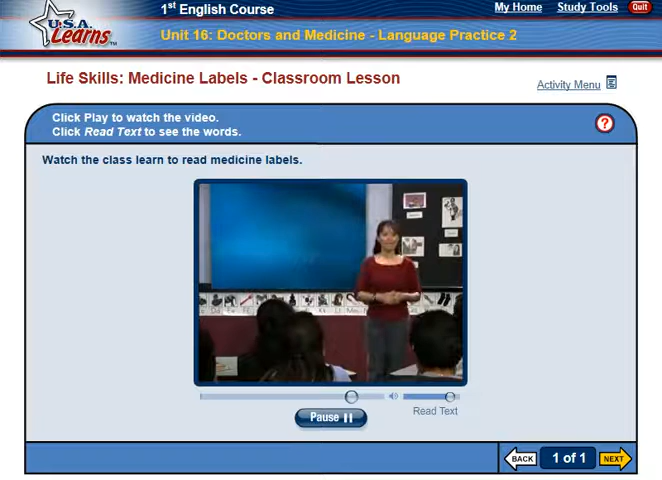 U.S.A.
Learns™
1st English Course
My Home
Study Tools
Quit
Unit 16: Doctors and Medicine - Language Practice 2
Life Skills: Medicine Labels - Classroom Lesson
Activity Menu
Click Play to watch the video.
Click Read Text to see the words.
?
Watch the class learn to read medicine labels.
Pause
Read Text
BACK
1 of 1
NEXT